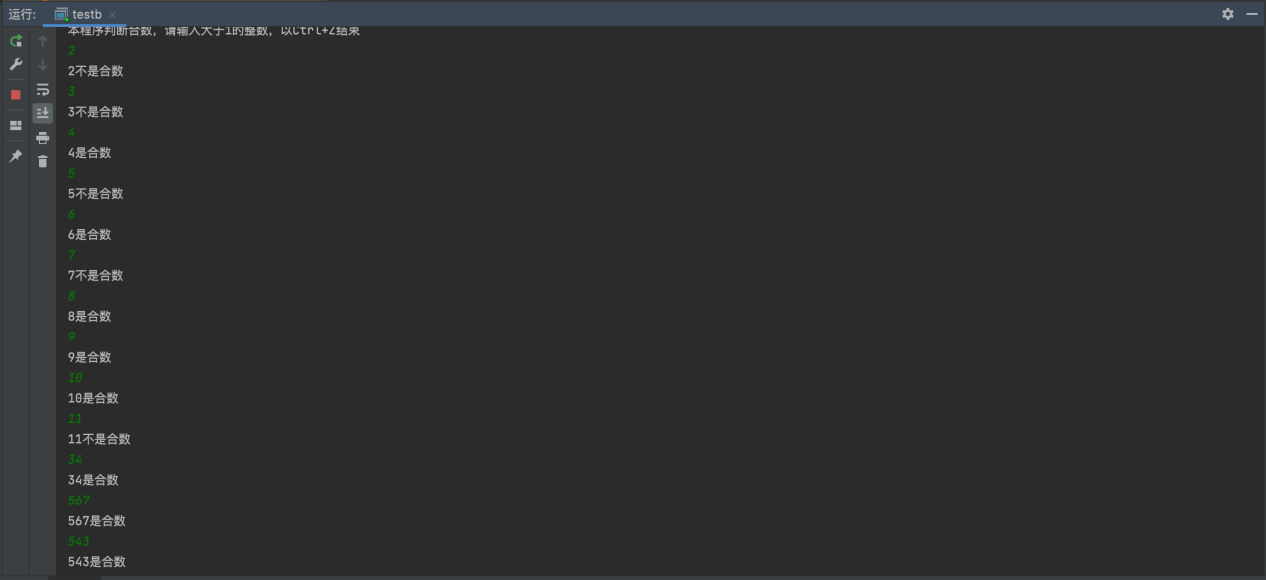 运行: testb
本程序判断合数，请输入大于1的整数，以Ctrl+Z结束
2
2不是合数
3
3不是合数
4
4是合数
5
5不是合数
6
6是合数
7
7不是合数
8
8是合数
9
9是合数
10
10是合数
11
11不是合数
34
34是合数
567
567是合数
543
543是合数